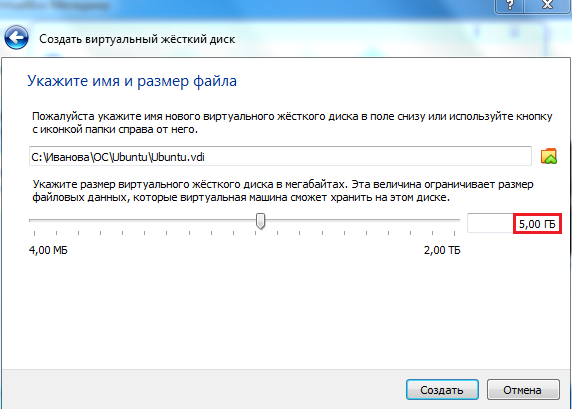 Создать виртуальный жёсткий диск
Укажите имя и размер файла
Пожалуйста укажите имя нового виртуального жёсткого диска в поле снизу или используйте кнопку
с иконкой папки справа от него.
C:\Иванова\ОС\Ubuntu\Ubuntu.vdi
Укажите размер виртуального жёсткого диска в мегабайтах. Эта величина ограничивает размер
файловых данных, которые виртуальная машина сможет хранить на этом диске.
5,00 ГБ
4,00 МБ 2,00 ТБ
Создать Отмена